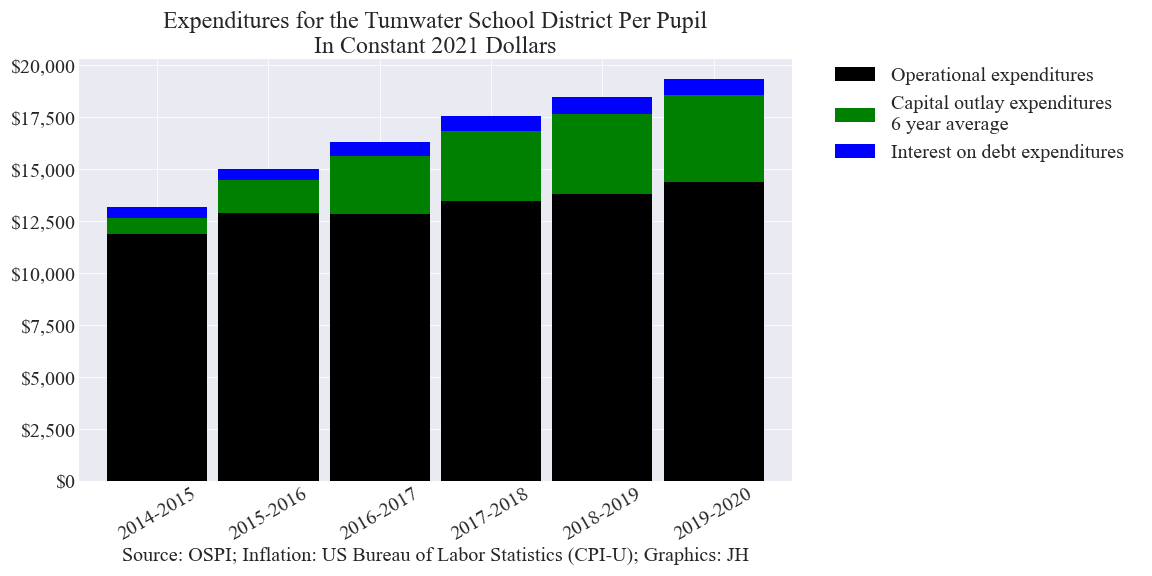 Expenditures for the Tumwater School District Per Pupil
In Constant 2021 Dollars
$20,000
$17,500
$15,000
$12,500
$10,000
$7,500
$5,000
$2,500
$0
2014-2015
2015-2016
2016-2017
2017-2018
2018-2019
2019-2020
Source: OSPI; Inflation: US Bureau of Labor Statistics (CPI-U); Graphics: JH
Operational expenditures
Capital outlay expenditures
6 year average
Interest on debt expenditures